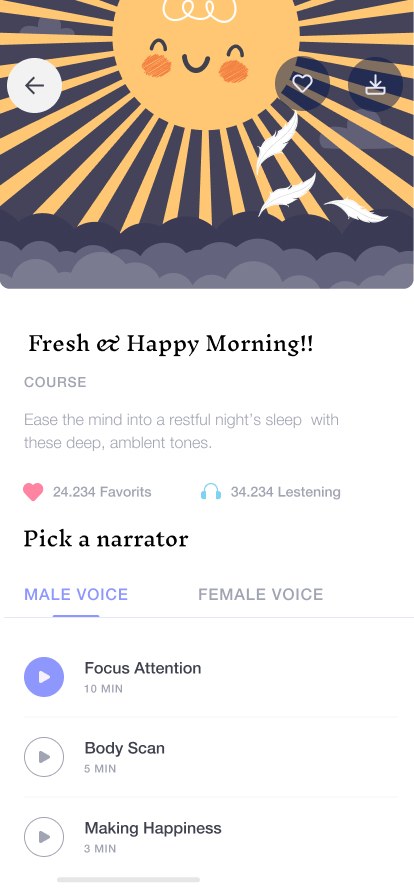 Fresh & Happy Morning!!
COURSE
Ease the mind into a restful night's sleep with
these deep, amblent tones.
24.234 Favorits
34.234 Lestening
Pick a narrator
MALE VOICE
FEMALE VOICE
Focus Attention
10 MIN
Body Scan
5 MIN
Making Happiness
3 MIN